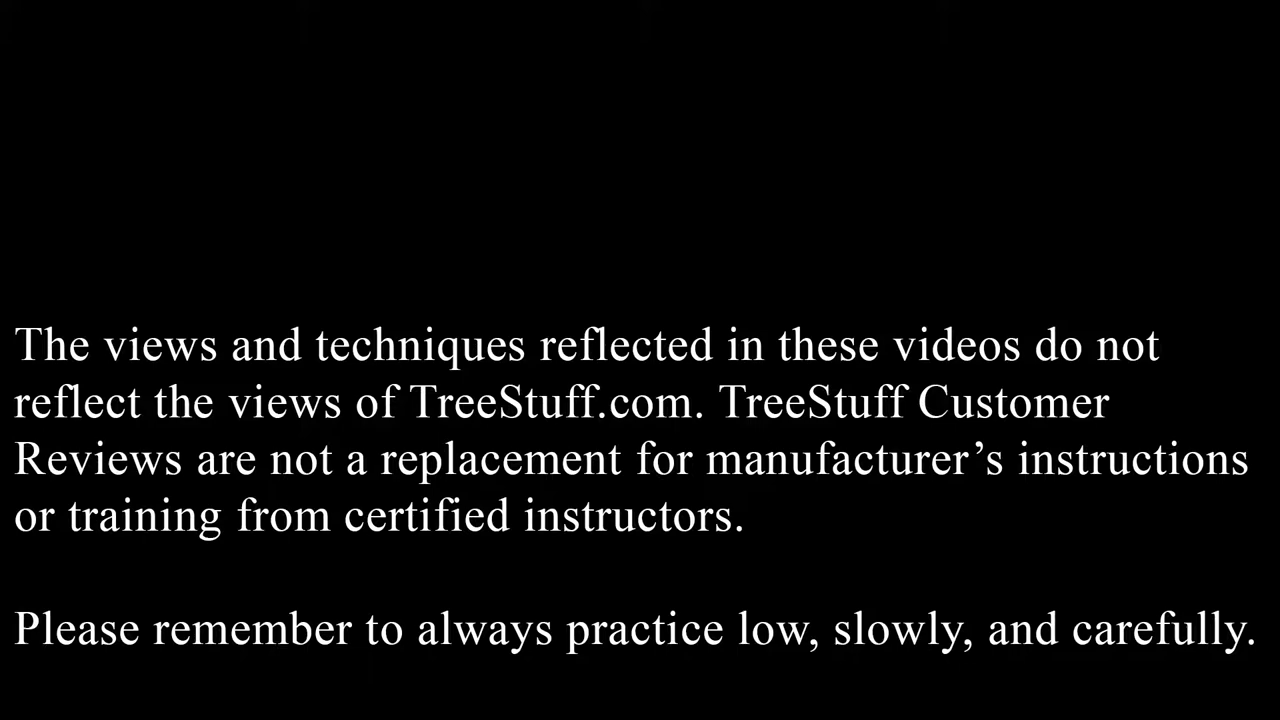 The views and techniques reflected in these videos do not
reflect the views of TreeStuff.com. TreeStuff Customer
Reviews are not a replacement for manufacturer’s instructions
or training from certified instructors.
Please remember to always practice low, slowly, and carefully.